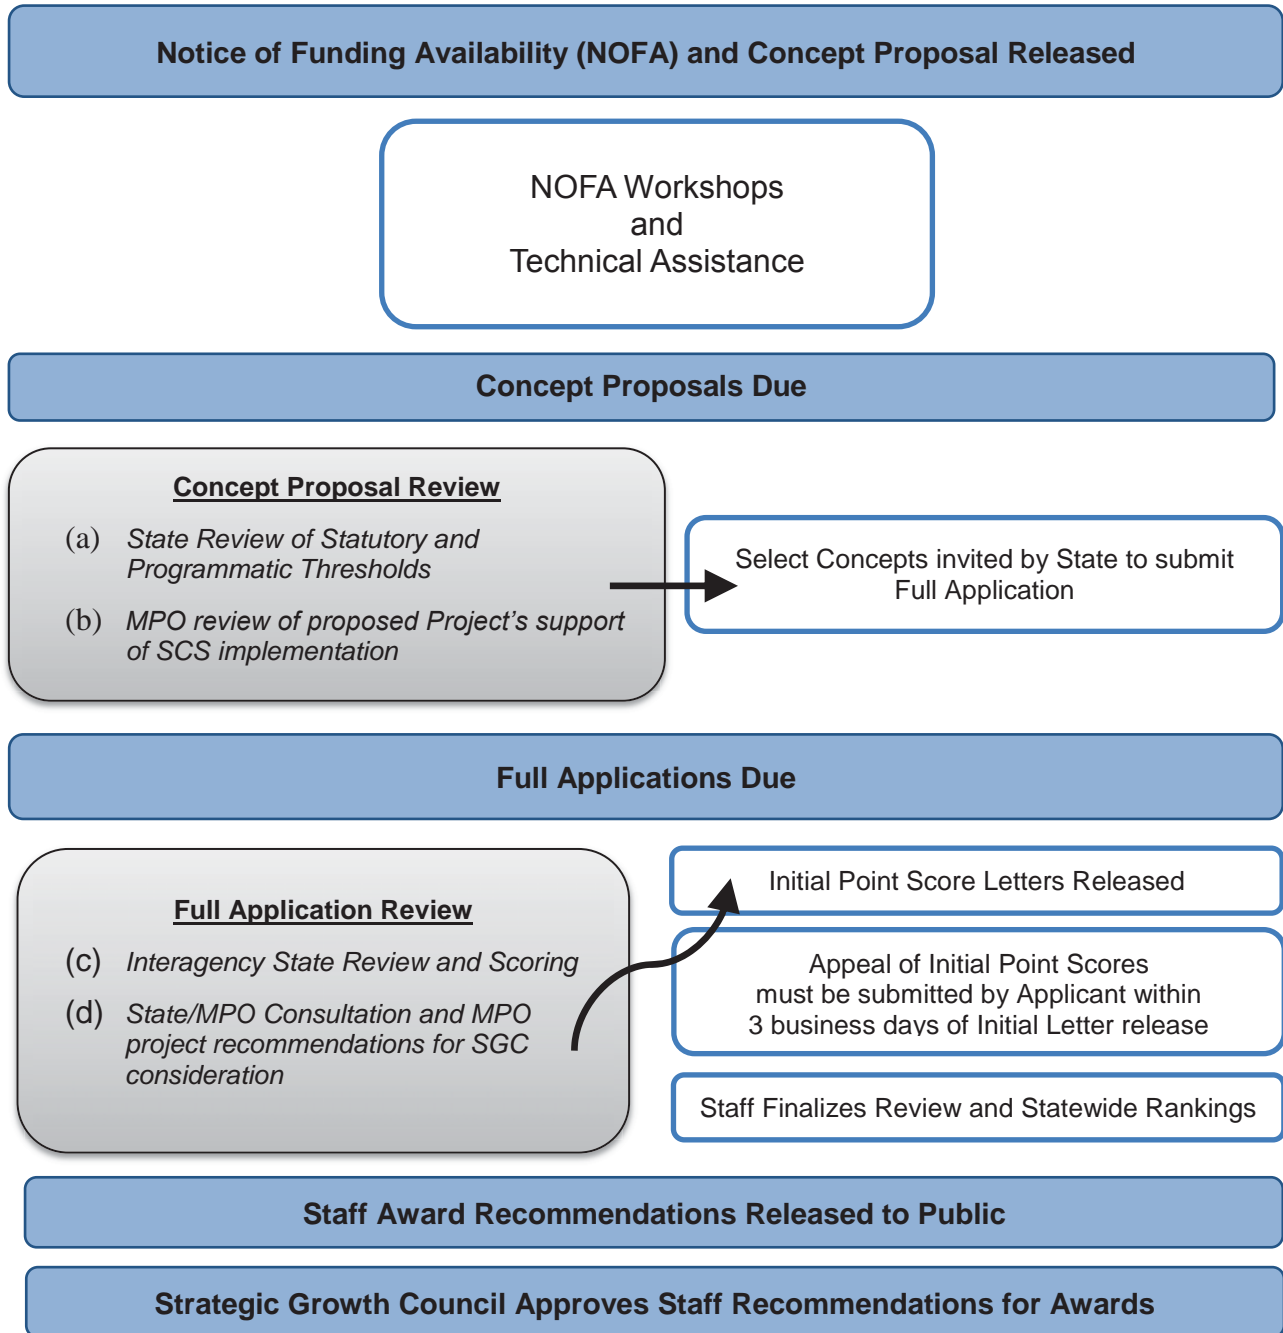 Notice of Funding Availability (NOFA) and Concept Proposal Released
NOFA Workshops
and
Technical Assistance
Concept Proposals Due
Concept Proposal Review
(a) State Review of Statutory and
Programmatic Thresholds
(b) MPO review of proposed Project’s support
of SCS implementation
Select Concepts invited by State to submit
Full Application
Full Applications Due
Full Application Review
(c) Interagency State Review and Scoring
(d) State/MPO Consultation and MPO
project recommendations for SGC
consideration
Initial Point Score Letters Released
Appeal of Initial Point Scores
must be submitted by Applicant within
3 business days of Initial Letter release
Staff Finalizes Review and Statewide Rankings
Staff Award Recommendations Released to Public
Strategic Growth Council Approves Staff Recommendations for Awards